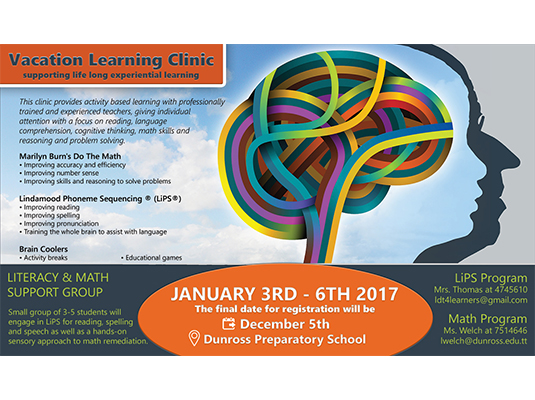 Vacation Learning Clinic
supporting life long experiential learning
This clinic provides activity based learning with professionally
trained and experienced teachers, giving individual
attention with a focus on reading, language
comprehension, cognitive thinking, math skills and
reasoning and problem solving.
Marilyn Burn's Do The Math
• Improving accuracy and efficiency
• Improving number sense
• Improving skills and reasoning to solve problems
Lindamood Phoneme Sequencing ® (LiPS®)
• Improving reading
• Improving spelling
• Improving pronunciation
• Training the whole brain to assist with language
Brain Coolers
• Activity breaks • Educational games
LITERACY & MATH
SUPPORT GROUP
Small group of 3-5 students will
engage in LiPS for reading, spelling
and speech as well as a hands-on
sensory approach to math remediation.
JANUARY 3RD - 6TH 2017
The final date for registration will be
December 5th
Dunross Preparatory School
LiPS Program
Mrs. Thomas at 4745610
ldt4learners@gmail.com
Math Program
Ms. Welch at 7514646
lwelch@dunross.edu.tt